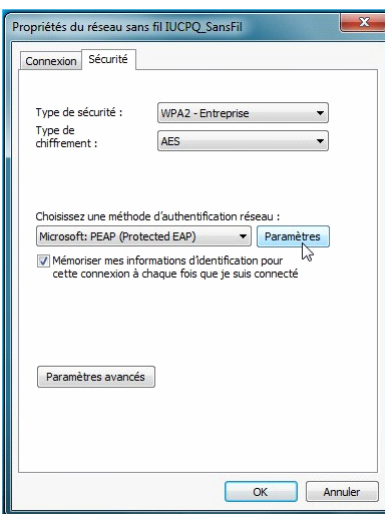 Propriétés du réseau sans fil IUCPQ_SansFil
Connexion
Sécurité
Type de sécurité :
WPA2 - Entreprise
Type de
chiffrement :
AES
Choisissez une méthode d'authentification réseau :
Microsoft: PEAP (Protected EAP)
Paramètres
Mémoriser mes informations d'identification pour
cette connexion à chaque fois que je suis connecté
Paramètres avancés
OK
Annuler